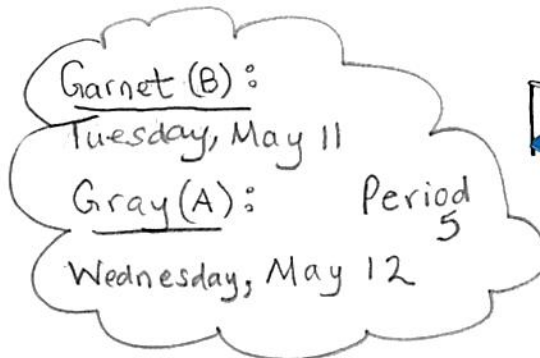 Garnet (B):
Tuesday, May 11
Gray (A):
Period
5
Wednesday, May 12